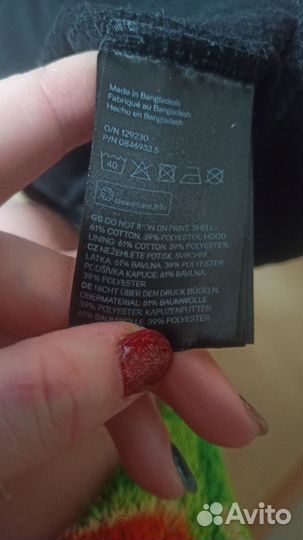 Made in Bangladesh
Fabriqué au Bangladesh
Hecho en Bangladesh
O/N 129230 -
P/N 0846933.5
40
clevercare.info
GB DO NOT IRON ON PRINT. SHELL:
61% COTTON. 39% POLYESTER. HOOD
LINING: 61% COTTON. 39% POLYESTER.
CZ NEŽEHLETE POTISK. SVRCHNÍ
LÁTKA: 61% BAVLNA. 39% POLYESTER.
PODŠÍVKA KAPUCE: 61% BAVLNA.
39% POLYESTER.
DE NICHT ÜBER DEN DRUCK BÜGELN.
OBERMATERIAL: 61% BAUMWOLLE
39% POLYESTER. KAPUZENFUTTER:
61% BAUMWOLLE. 39% POLYESTER.
Avito